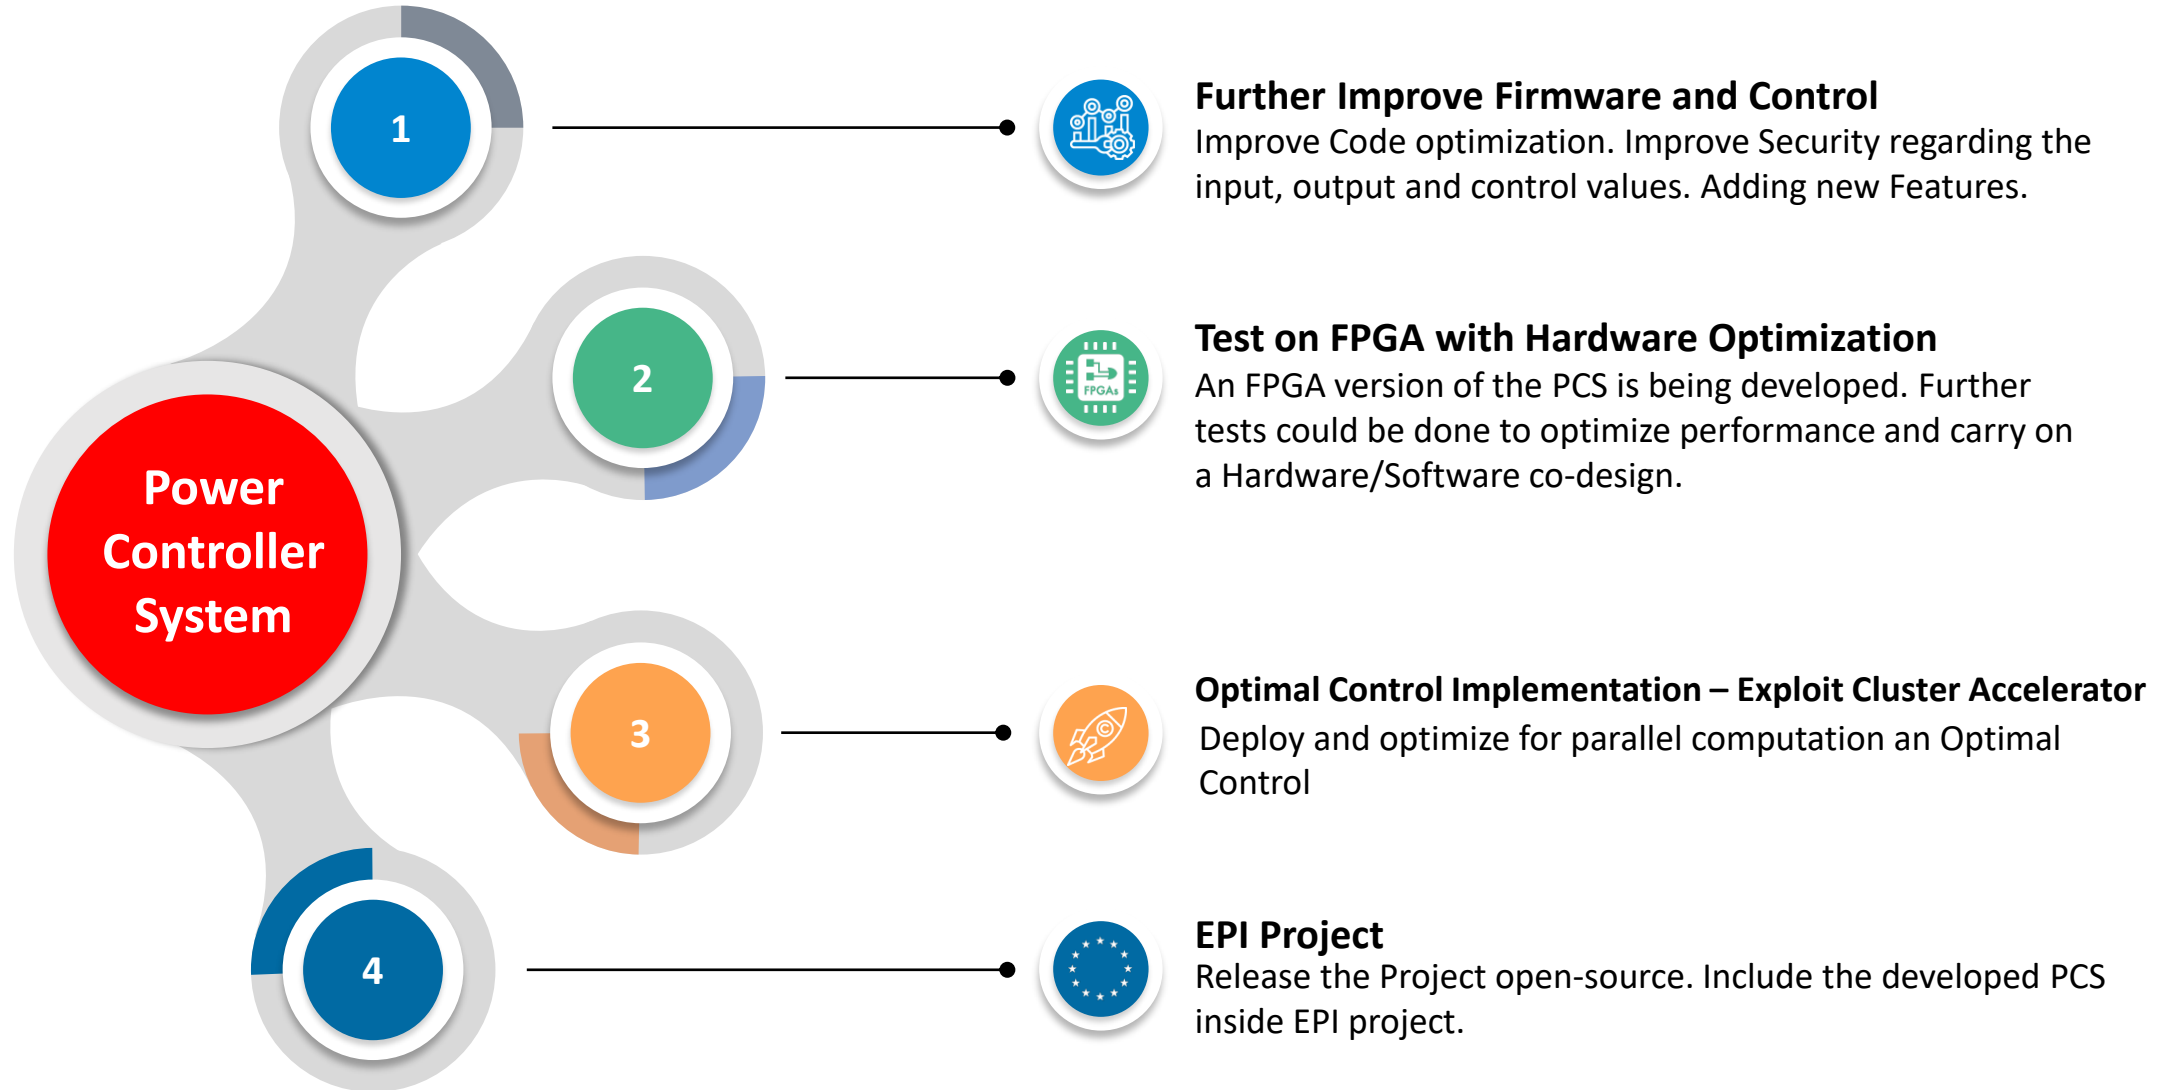 1
Further Improve Firmware and Control
Improve Code optimization. Improve Security regarding the
input, output and control values. Adding new Features.
2
FPGAs
Test on FPGA with Hardware Optimization
An FPGA version of the PCS is being developed. Further
tests could be done to optimize performance and carry on
a Hardware/Software co-design.
Power
Controller
System
3
©
Optimal Control Implementation – Exploit Cluster Accelerator
Deploy and optimize for parallel computation an Optimal
Control
4
EPI Project
Release the Project open-source. Include the developed PCS
inside EPI project.